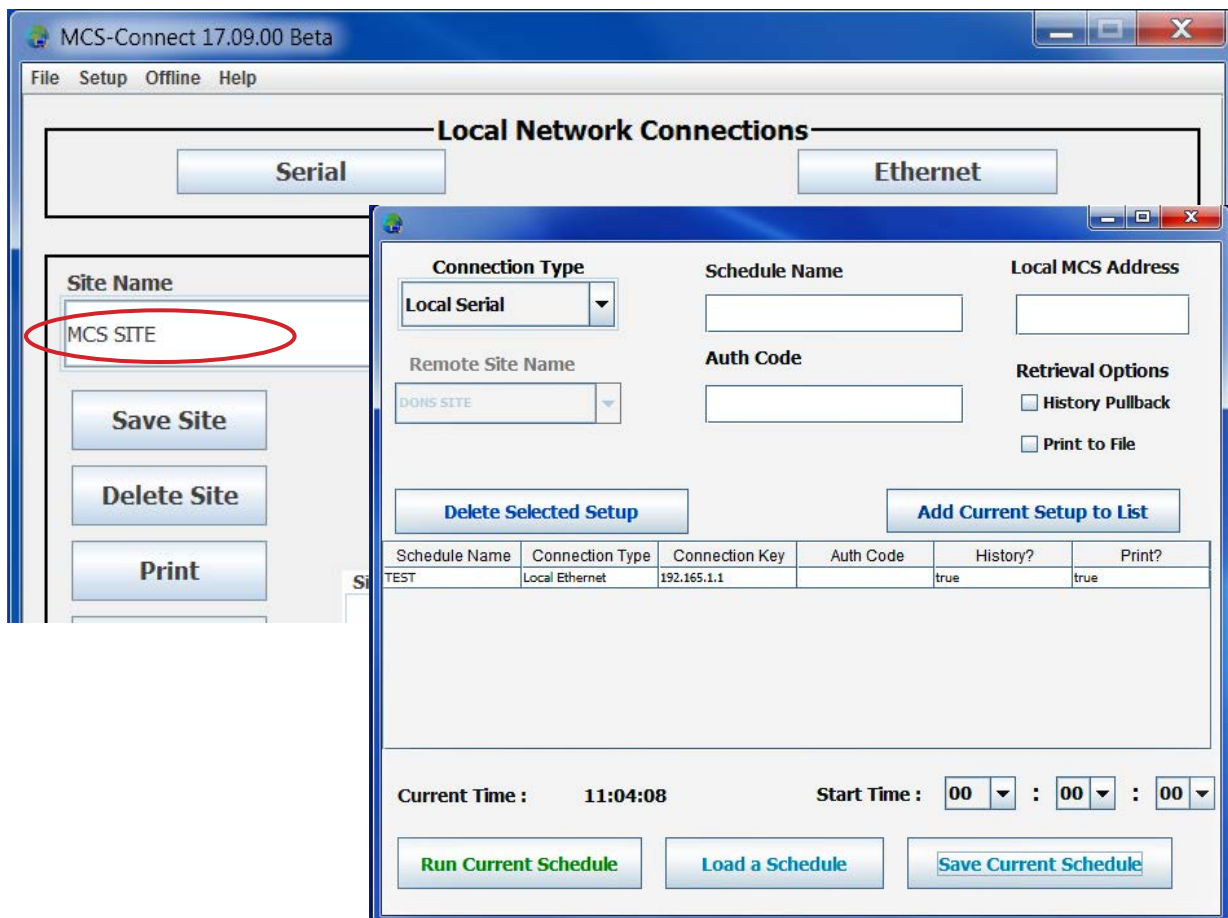 MCS-Connect 17.09.00 Beta
File Setup Offline Help
Local Network Connections
Serial Ethernet
Site Name
MCS SITE
Save Site
Delete Site
Print
Connection Type Schedule Name Local MCS Address
Local Serial
Remote Site Name Auth Code Retrieval Options
DONS SITE
History Pullback
Print to File
Delete Selected Setup Add Current Setup to List
Schedule Name Connection Type Connection Key Auth Code History? Print?
TEST Local Ethernet 192.165.1.1 true true
Current Time : 11:04:08 Start Time : 00 : 00 : 00
Run Current Schedule Load a Schedule Save Current Schedule